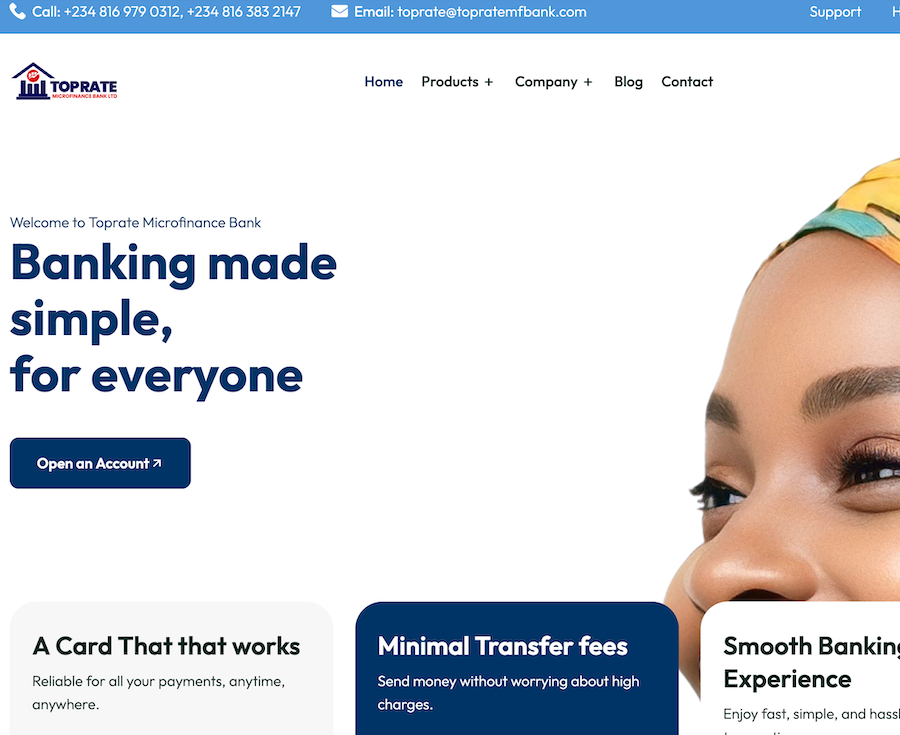 Call: +234 816 979 0312, +234 816 383 2147
Email: toprate@topratemfbank.com
Support
H
TOPRATE
MICROFINANCE BANK LTD
Home
Products +
Company +
Blog
Contact
Welcome to Toprate Microfinance Bank
Banking made
simple,
for everyone
Open an Account
A Card That that works
Reliable for all your payments, anytime,
anywhere.
Minimal Transfer fees
Send money without worrying about high
charges.
Smooth Banking
Experience
Enjoy fast, simple, and